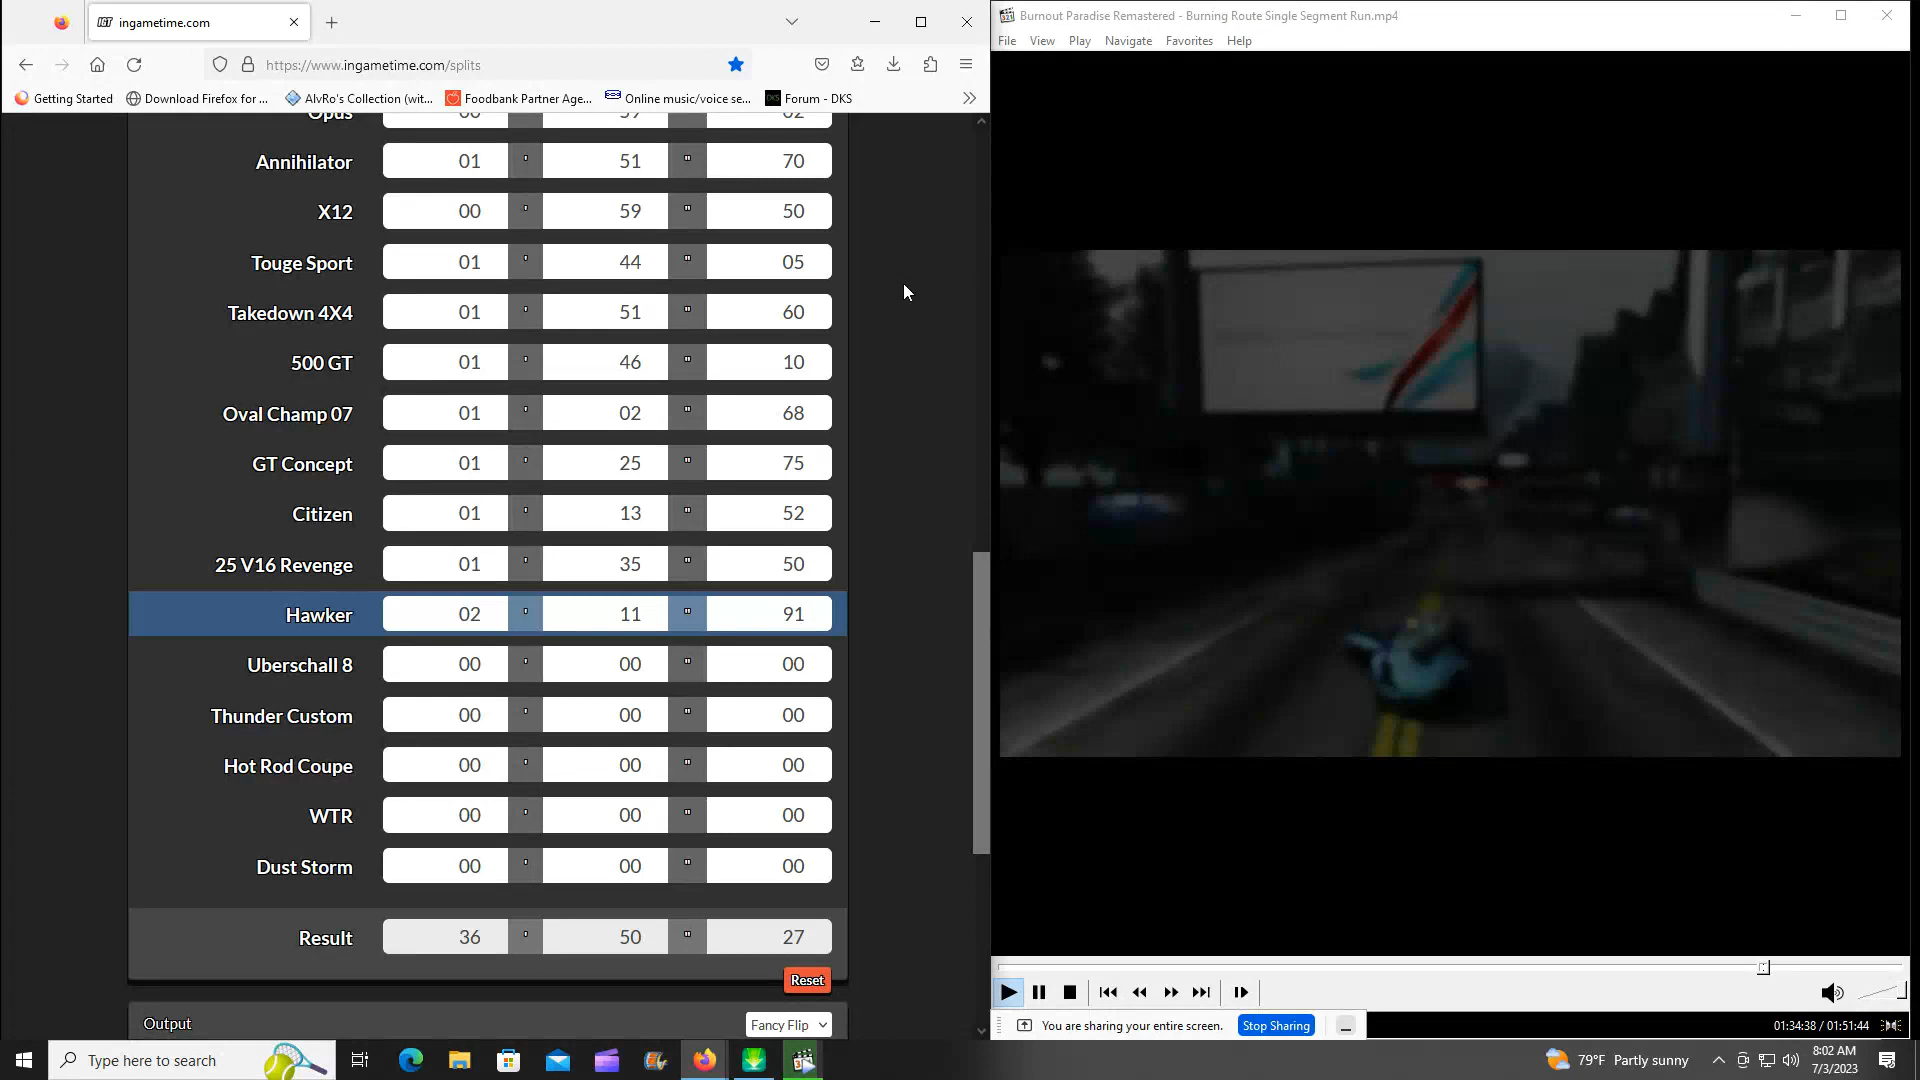 ingametime.com
https://www.ingametime.com/splits
Getting Started
Download Firefox for ...
AlvRo's Collection (wit...
Foodbank Partner Age...
Online music/voice se...
Forum - DKS
Opus
Annihilator 01 ' 51 " 70
X12 00 ' 59 " 50
Touge Sport 01 ' 44 " 05
Takedown 4X4 01 ' 51 " 60
500 GT 01 ' 46 " 10
Oval Champ 07 01 ' 02 " 68
GT Concept 01 ' 25 " 75
Citizen 01 ' 13 " 52
25 V16 Revenge 01 ' 35 " 50
Hawker 02 ' 11 " 91
Uberschall 8 00 ' 00 " 00
Thunder Custom 00 ' 00 " 00
Hot Rod Coupe 00 ' 00 " 00
WTR 00 ' 00 " 00
Dust Storm 00 ' 00 " 00
Result 36 ' 50 " 27
Reset
Output
Fancy Flip
Burnout Paradise Remastered - Burning Route Single Segment Run.mp4
File View Play Navigate Favorites Help
You are sharing your entire screen.
Stop Sharing
01:34:38 / 01:51:44
Type here to search
79°F Partly sunny
8:02 AM
7/3/2023